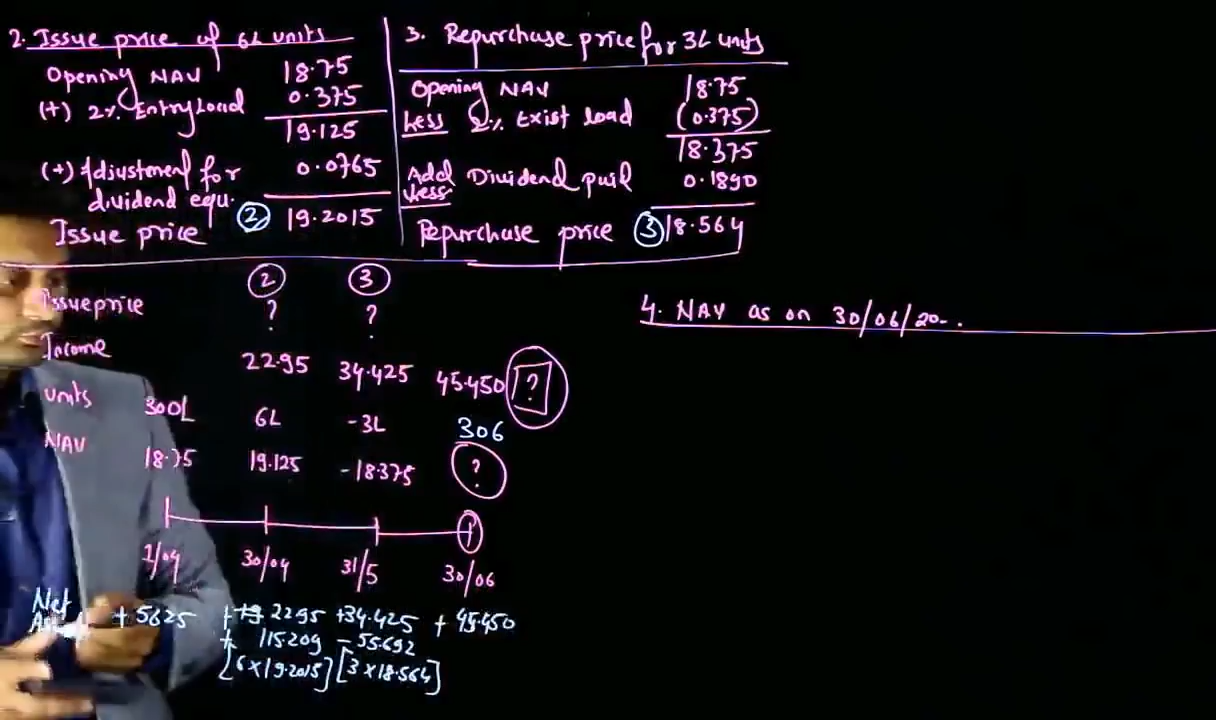 2. Issue price of 6L units
Opening NAV 18.75
(+) 2% Entry Load 0.375
19.125
(+) Adjustment for 0.0765
dividend equ.
Issue price ② 19.2015
3. Repurchase price for 3L units
Opening NAV 18.75
Less 2% Exist load (0.375)
18.375
Add Dividend paid 0.1890
Less
Repurchase price ③ 18.564
② ③
Issue price ? ?
Income 22.95 34.425 45.450 ?
units 300L 6L -3L 306
NAV 18.75 19.125 -18.375 ?
1/04 30/04 31/5 30/06
Net + 5625 + 2295 +34.425 + 45.450
+ 115.209 - 55.692
[6 x 19.2015] [3 x 18.564]
4. NAV as on 30/06/20-.